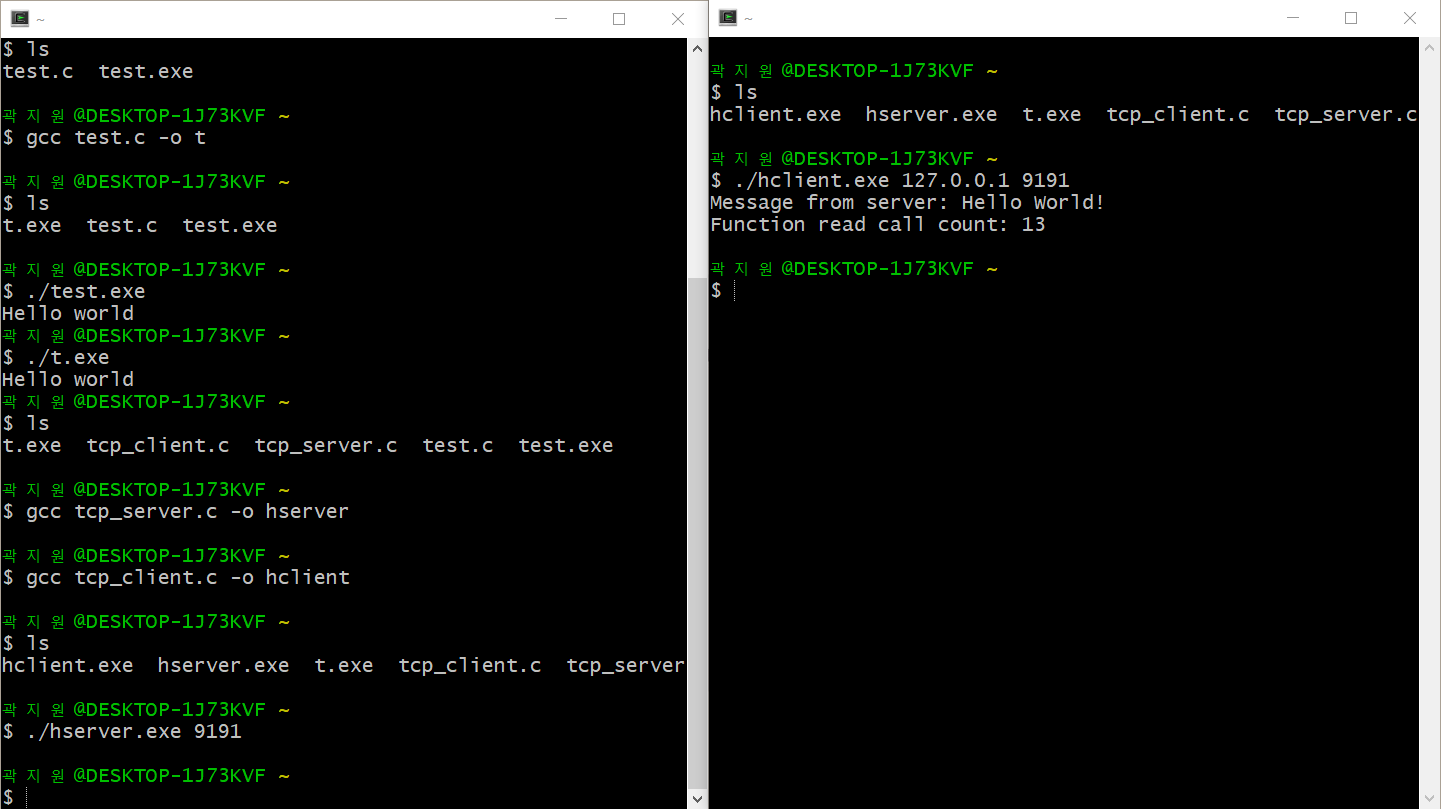 ~
$ ls
test.c  test.exe
곽지원@DESKTOP-1J73KVF ~
$ gcc test.c -o t
곽지원@DESKTOP-1J73KVF ~
$ ls
t.exe  test.c  test.exe
곽지원@DESKTOP-1J73KVF ~
$ ./test.exe
Hello world
곽지원@DESKTOP-1J73KVF ~
$ ./t.exe
Hello world
곽지원@DESKTOP-1J73KVF ~
$ ls
t.exe  tcp_client.c  tcp_server.c  test.c  test.exe
곽지원@DESKTOP-1J73KVF ~
$ gcc tcp_server.c -o hserver
곽지원@DESKTOP-1J73KVF ~
$ gcc tcp_client.c -o hclient
곽지원@DESKTOP-1J73KVF ~
$ ls
hclient.exe  hserver.exe  t.exe  tcp_client.c  tcp_server
곽지원@DESKTOP-1J73KVF ~
$ ./hserver.exe 9191
곽지원@DESKTOP-1J73KVF ~
$
~
곽지원@DESKTOP-1J73KVF ~
$ ls
hclient.exe  hserver.exe  t.exe  tcp_client.c  tcp_server.c
곽지원@DESKTOP-1J73KVF ~
$ ./hclient.exe 127.0.0.1 9191
Message from server: Hello World!
Function read call count: 13
곽지원@DESKTOP-1J73KVF ~
$